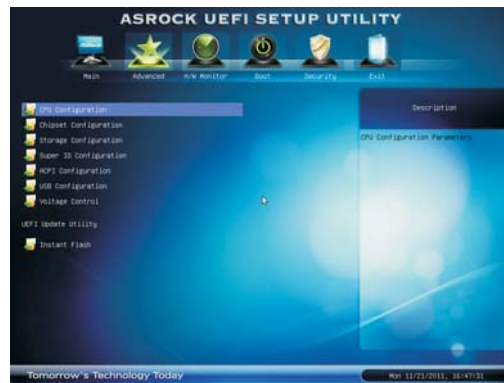 ASROCK UEFI SETUP UTILITY
Main Advanced H/W Monitor Boot Security Exit
CPU Configuration
Chipset Configuration
Storage Configuration
Super IO Configuration
ACPI Configuration
USB Configuration
Voltage Control
UEFI Update Utility
Instant Flash
Description
CPU Configuration Parameters
Tomorrow's Technology Today
Mon 11/21/2011, 16:47:31